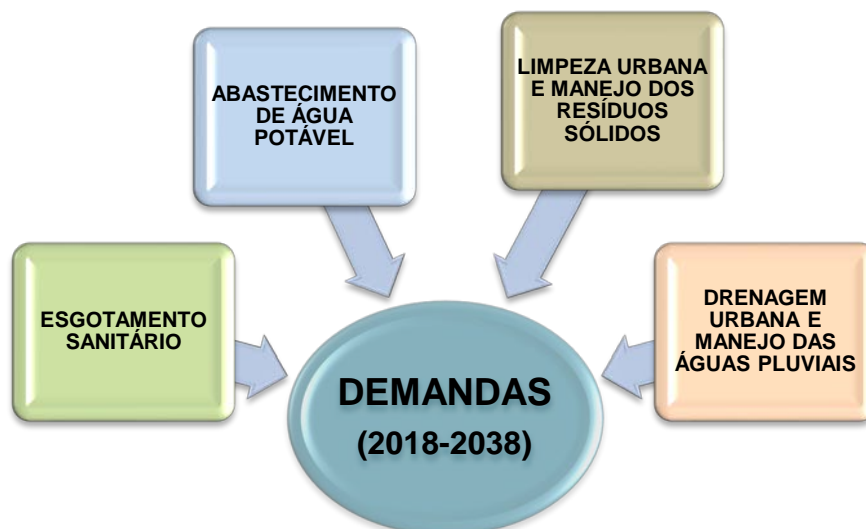 ABASTECIMENTO
DE ÁGUA
POTÁVEL
LIMPEZA URBANA
E MANEJO DOS
RESÍDUOS
SÓLIDOS
ESGOTAMENTO
SANITÁRIO
DRENAGEM
URBANA E
MANEJO DAS
ÁGUAS PLUVIAIS
DEMANDAS
(2018-2038)